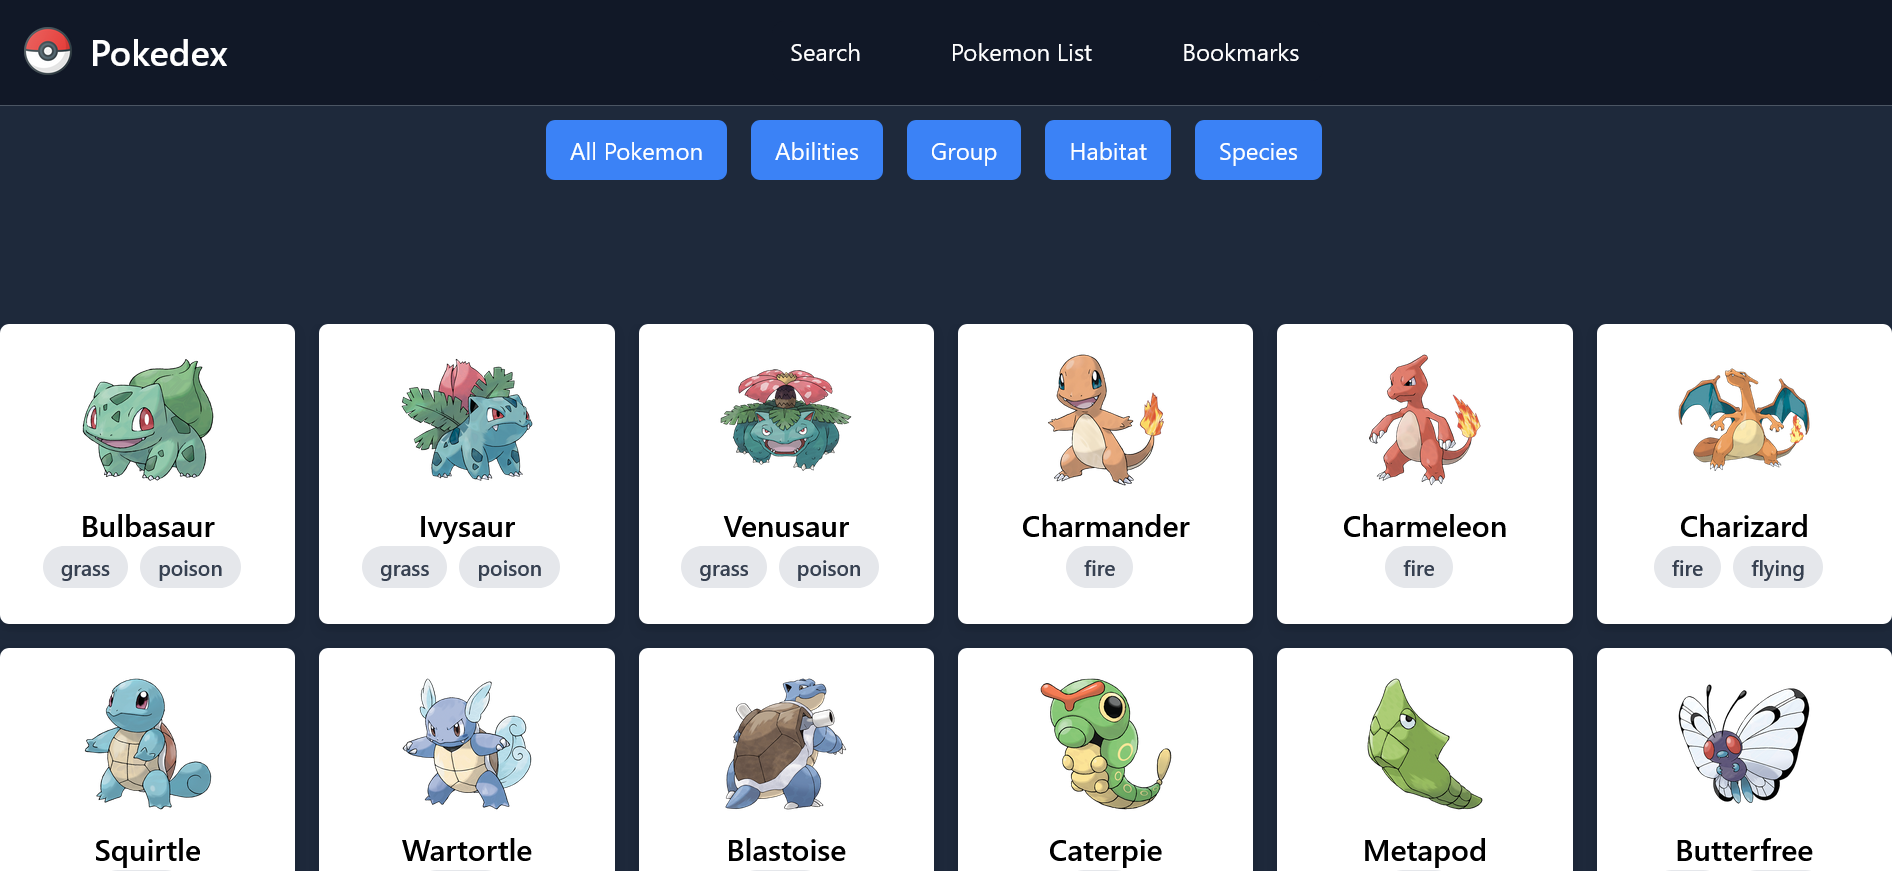 Pokedex
Search Pokemon List Bookmarks
All Pokemon Abilities Group Habitat Species
Bulbasaur Ivysaur Venusaur Charmander Charmeleon Charizard
grass poison grass poison grass poison fire fire fire flying
Squirtle Wartortle Blastoise Caterpie Metapod Butterfree